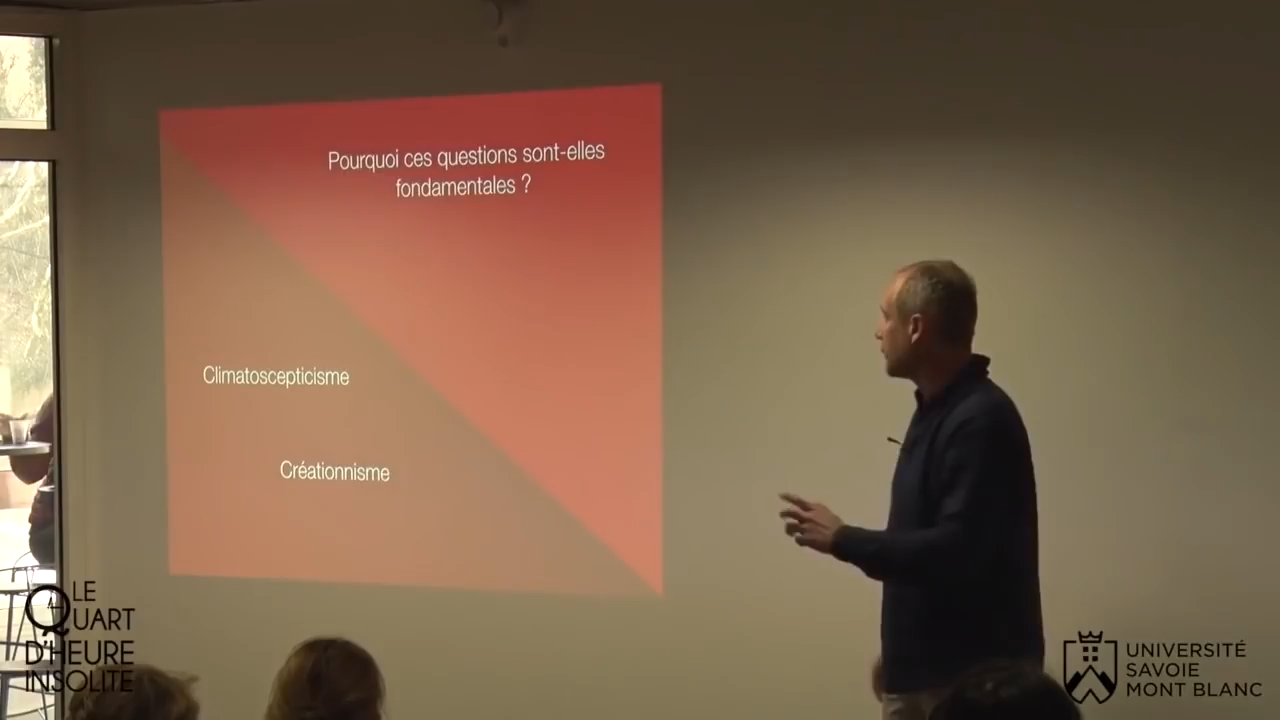 Pourquoi ces questions sont-elles
fondamentales ?
Climatoscepticisme
Créationnisme
LE
QUART
D'HEURE
INSOLITE
UNIVERSITÉ
SAVOIE
MONT BLANC